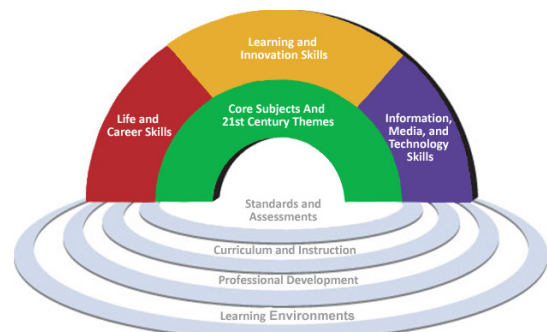 Learning and
Innovation Skills
Life and
Career Skills
Core Subjects And
21st Century Themes
Information,
Media, and
Technology
Skills
Standards and
Assessments
Curriculum and Instruction
Professional Development
Learning Environments